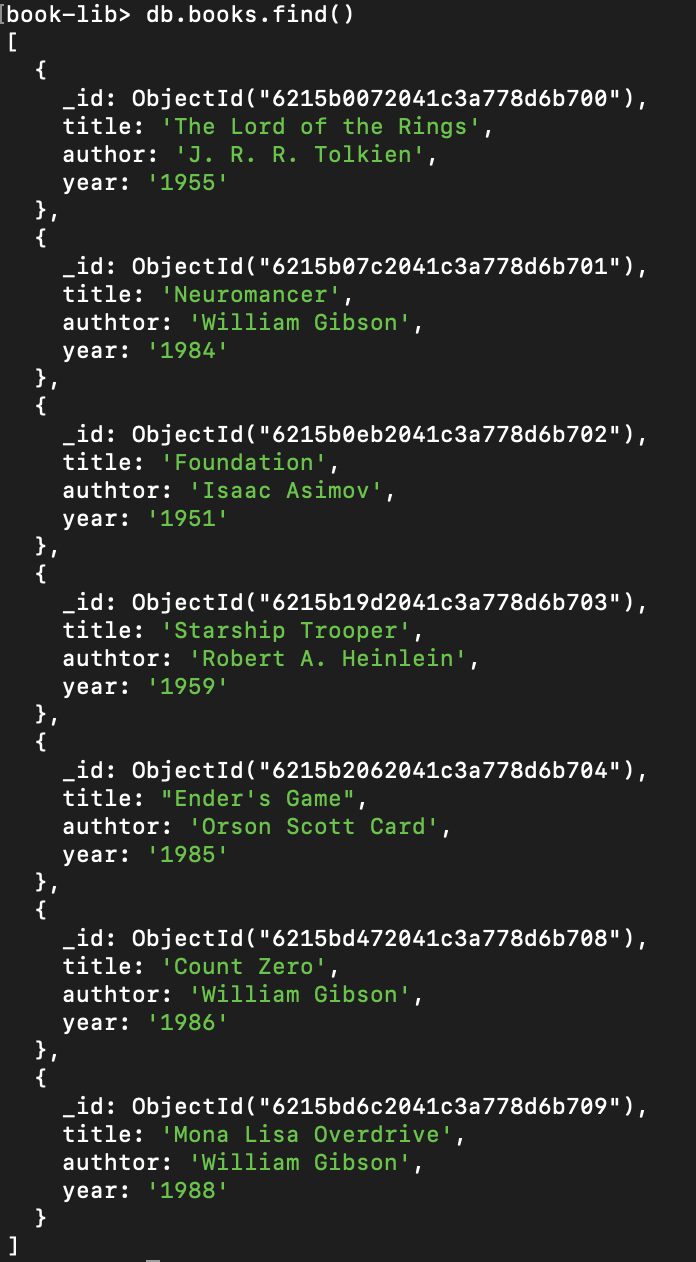 [book-lib> db.books.find()
[
  {
    _id: ObjectId("6215b0072041c3a778d6b700"),
    title: 'The Lord of the Rings',
    author: 'J. R. R. Tolkien',
    year: '1955'
  },
  {
    _id: ObjectId("6215b07c2041c3a778d6b701"),
    title: 'Neuromancer',
    authtor: 'William Gibson',
    year: '1984'
  },
  {
    _id: ObjectId("6215b0eb2041c3a778d6b702"),
    title: 'Foundation',
    authtor: 'Isaac Asimov',
    year: '1951'
  },
  {
    _id: ObjectId("6215b19d2041c3a778d6b703"),
    title: 'Starship Trooper',
    authtor: 'Robert A. Heinlein',
    year: '1959'
  },
  {
    _id: ObjectId("6215b2062041c3a778d6b704"),
    title: "Ender's Game",
    authtor: 'Orson Scott Card',
    year: '1985'
  },
  {
    _id: ObjectId("6215bd472041c3a778d6b708"),
    title: 'Count Zero',
    authtor: 'William Gibson',
    year: '1986'
  },
  {
    _id: ObjectId("6215bd6c2041c3a778d6b709"),
    title: 'Mona Lisa Overdrive',
    authtor: 'William Gibson',
    year: '1988'
  }
]